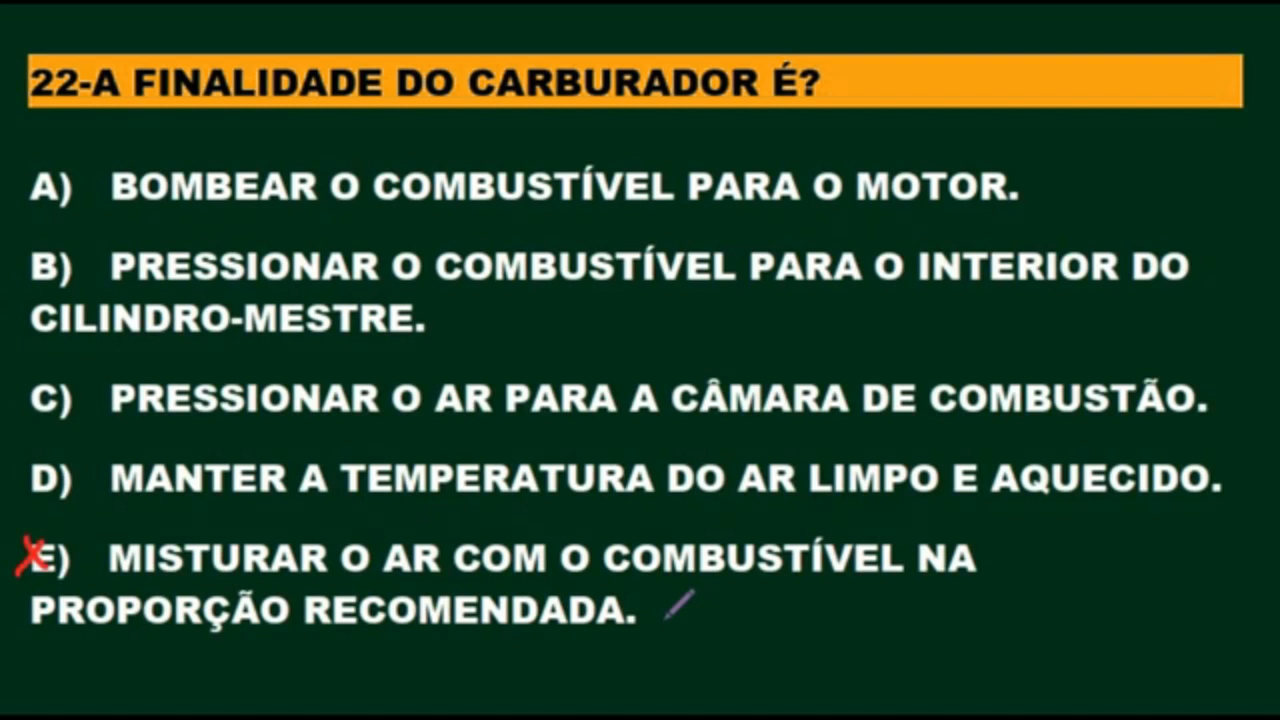 22-A FINALIDADE DO CARBURADOR É?
A) BOMBEAR O COMBUSTÍVEL PARA O MOTOR.
B) PRESSIONAR O COMBUSTÍVEL PARA O INTERIOR DO
CILINDRO-MESTRE.
C) PRESSIONAR O AR PARA A CÂMARA DE COMBUSTÃO.
D) MANTER A TEMPERATURA DO AR LIMPO E AQUECIDO.
E) MISTURAR O AR COM O COMBUSTÍVEL NA
PROPORÇÃO RECOMENDADA.